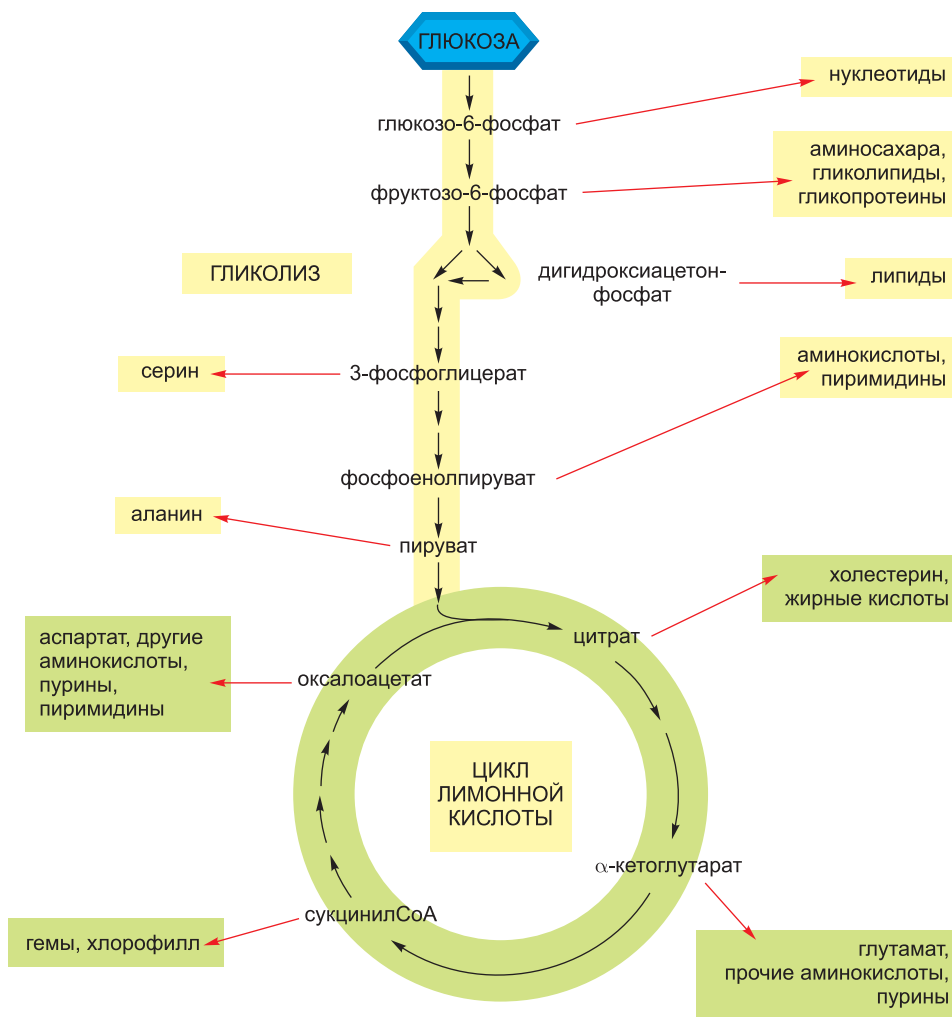 ГЛЮКОЗА
нуклеотиды
глюкозо-6-фосфат
аминосахара,
гликолипиды,
гликопротеины
фруктозо-6-фосфат
ГЛИКОЛИЗ
дигидроксиацетон-
фосфат
липиды
серин
3-фосфоглицерат
аминокислоты,
пиримидины
фосфоенолпируват
аланин
пируват
холестерин,
жирные кислоты
цитрат
аспартат, другие
аминокислоты,
пурины,
пиримидины
оксалоацетат
ЦИКЛ
ЛИМОННОЙ
КИСЛОТЫ
α-кетоглутарат
сукцинилСоА
гемы, хлорофилл
глутамат,
прочие аминокислоты,
пурины